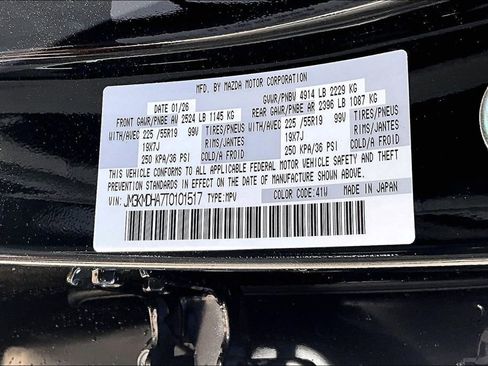 MFD. BY MAZDA MOTOR CORPORATION
DATE 01/26 GVWR/PNBV 4914 LB 2229 KG
FRONT GAWR/PNBE AV 2524 LB 1145 KG REAR GAWR/PNBE AR 2396 LB 1087 KG
WITH/AVEC 225/55R19 99V TIRES/PNEUS WITH/AVEC 225/55R19 99V TIRES/PNEUS
19X7J RIMS/JANTES 19X7J RIMS/JANTES
250 KPA/36 PSI COLD/A FROID 250 KPA/36 PSI COLD/A FROID
THIS VEHICLE CONFORMS TO ALL APPLICABLE FEDERAL MOTOR VEHICLE SAFETY AND THEFT
PREVENTION STANDARDS IN EFFECT ON THE DATE OF MANUFACTURE SHOWN ABOVE.
JM3KMDHA7T0101517 TYPE:MPV COLOR CODE:41W MADE IN JAPAN